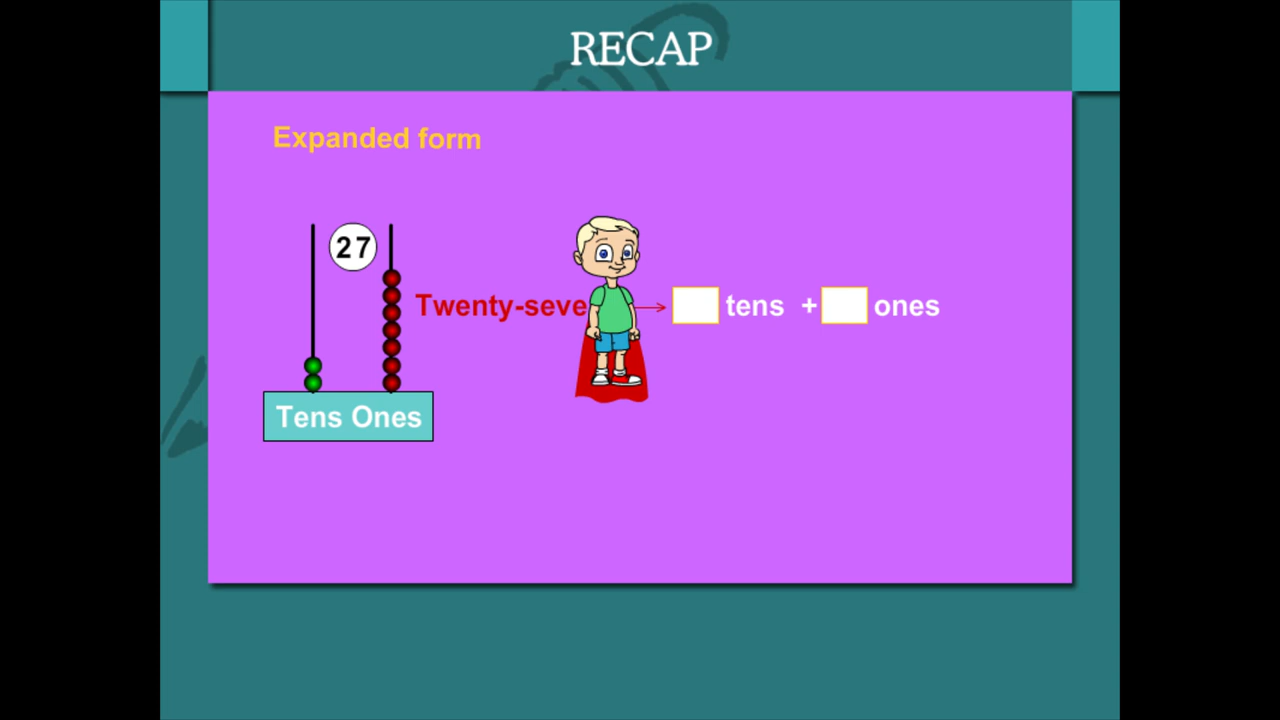 RECAP
Expanded form
27
Twenty-seve → tens + ones
Tens Ones